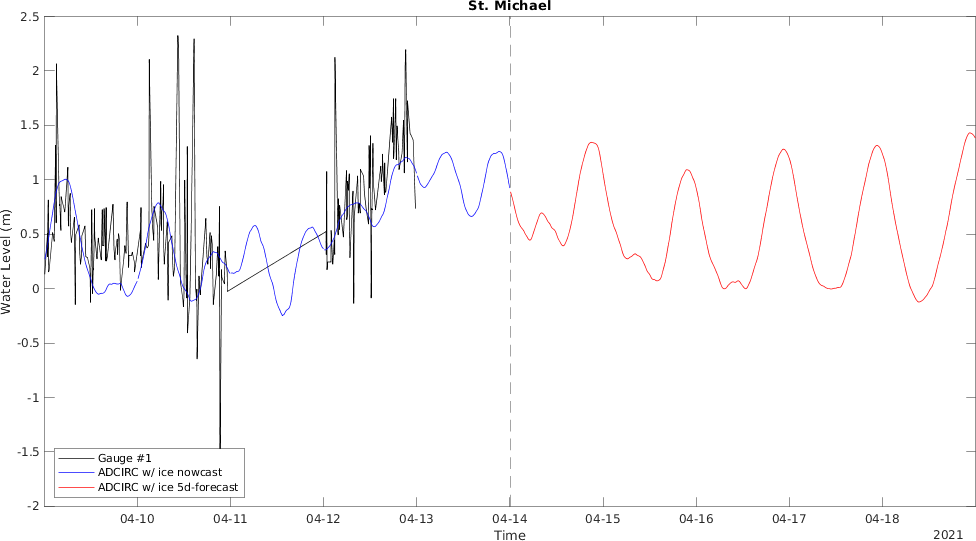 St. Michael
2.5
2
1.5
1
0.5
0
-0.5
-1
-1.5
-2
Water Level (m)
Gauge #1
ADCIRC w/ ice nowcast
ADCIRC w/ ice 5d-forecast
04-10 04-11 04-12 04-13 04-14 04-15 04-16 04-17 04-18
Time
2021